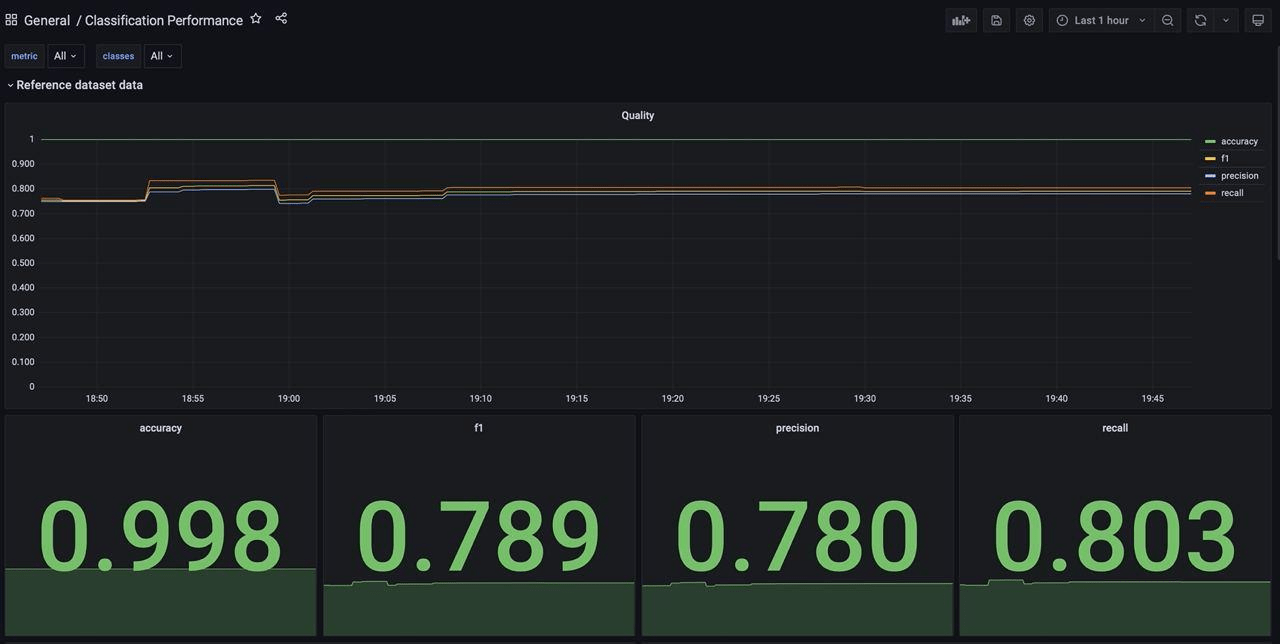 General / Classification Performance
Last 1 hour
metric All classes All
Reference dataset data
Quality
1
0.900
0.800
0.700
0.600
0.500
0.400
0.300
0.200
0.100
0
18:50 18:55 19:00 19:05 19:10 19:15 19:20 19:25 19:30 19:35 19:40 19:45
accuracy
f1
precision
recall
accuracy f1 precision recall
0.998 0.789 0.780 0.803